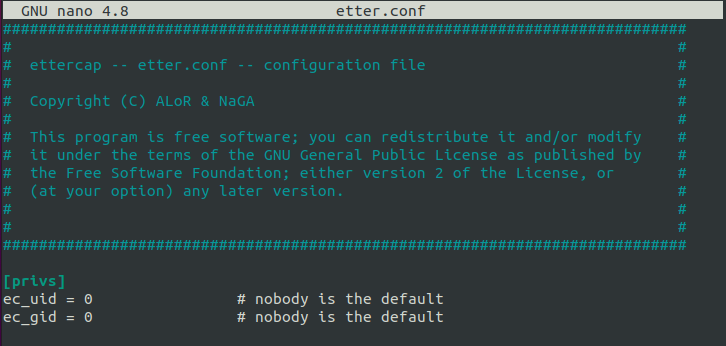 GNU nano 4.8 etter.conf
############################################################################
# #
# ettercap -- etter.conf -- configuration file #
# #
# Copyright (C) ALoR & NaGA #
# #
# This program is free software; you can redistribute it and/or modify #
# it under the terms of the GNU General Public License as published by #
# the Free Software Foundation; either version 2 of the License, or #
# (at your option) any later version. #
# #
# #
############################################################################
[privs]
ec_uid = 0 # nobody is the default
ec_gid = 0 # nobody is the default